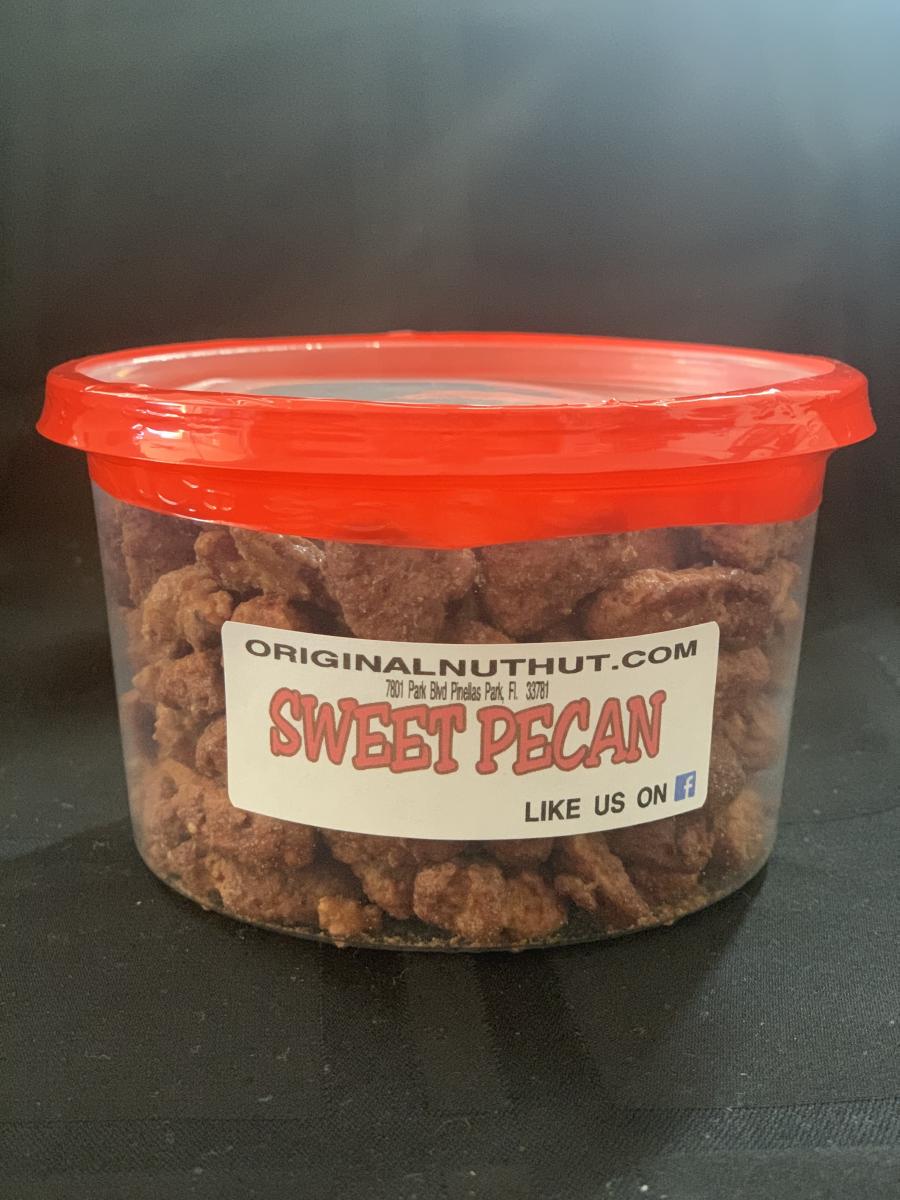 ORIGINALNUTHUT.COM
7801 Park Blvd Pinellas Park, Fl. 33781
SWEET PECAN
LIKE US ON f